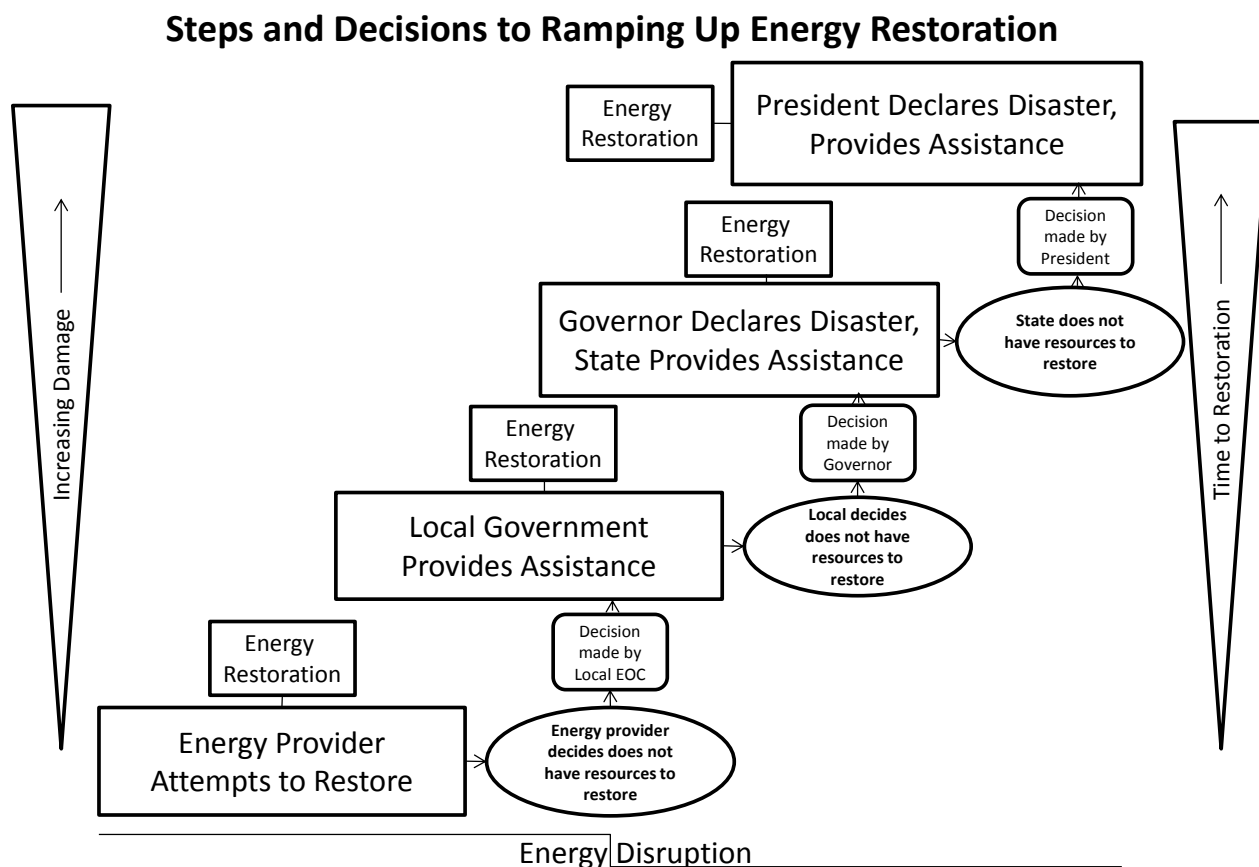 Steps and Decisions to Ramping Up Energy Restoration
Energy
Restoration
President Declares Disaster,
Provides Assistance
Decision
made by
President
Energy
Restoration
Governor Declares Disaster,
State Provides Assistance
State does not
have resources to
restore
Increasing Damage
Time to Restoration
Energy
Restoration
Decision
made by
Governor
Local Government
Provides Assistance
Local decides
does not have
resources to
restore
Energy
Restoration
Decision
made by
Local EOC
Energy Provider
Attempts to Restore
Energy provider
decides does not
have resources to
restore
Energy Disruption